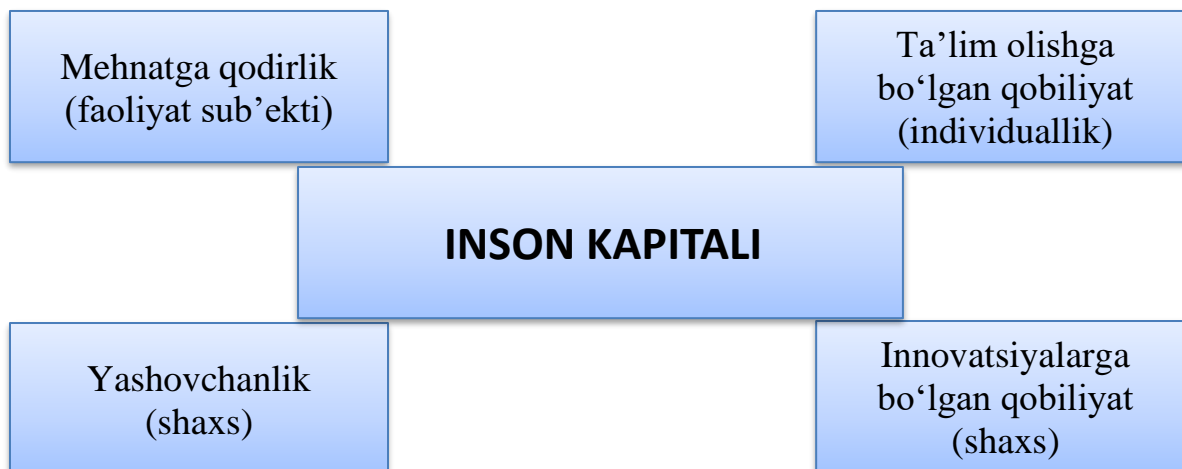 Mehnatga qodirlik
(faoliyat sub’ekti)
Ta’lim olishga
bo‘lgan qobiliyat
(individuallik)
INSON KAPITALI
Yashovchanlik
(shaxs)
Innovatsiyalarga
bo‘lgan qobiliyat
(shaxs)